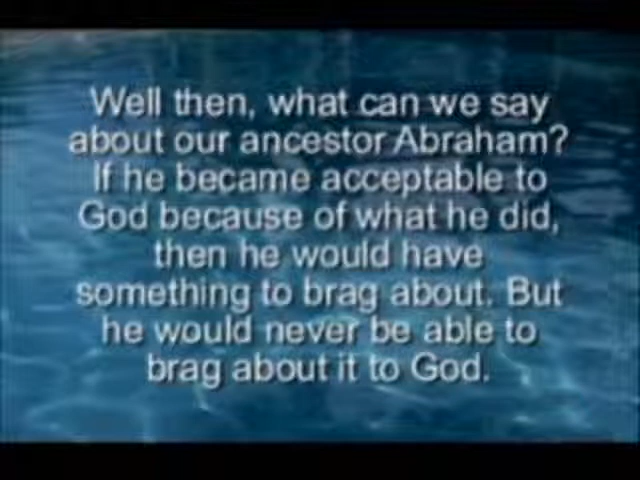 Well then, what can we say
about our ancestor Abraham?
If he became acceptable to
God because of what he did,
then he would have
something to brag about. But
he would never be able to
brag about it to God.